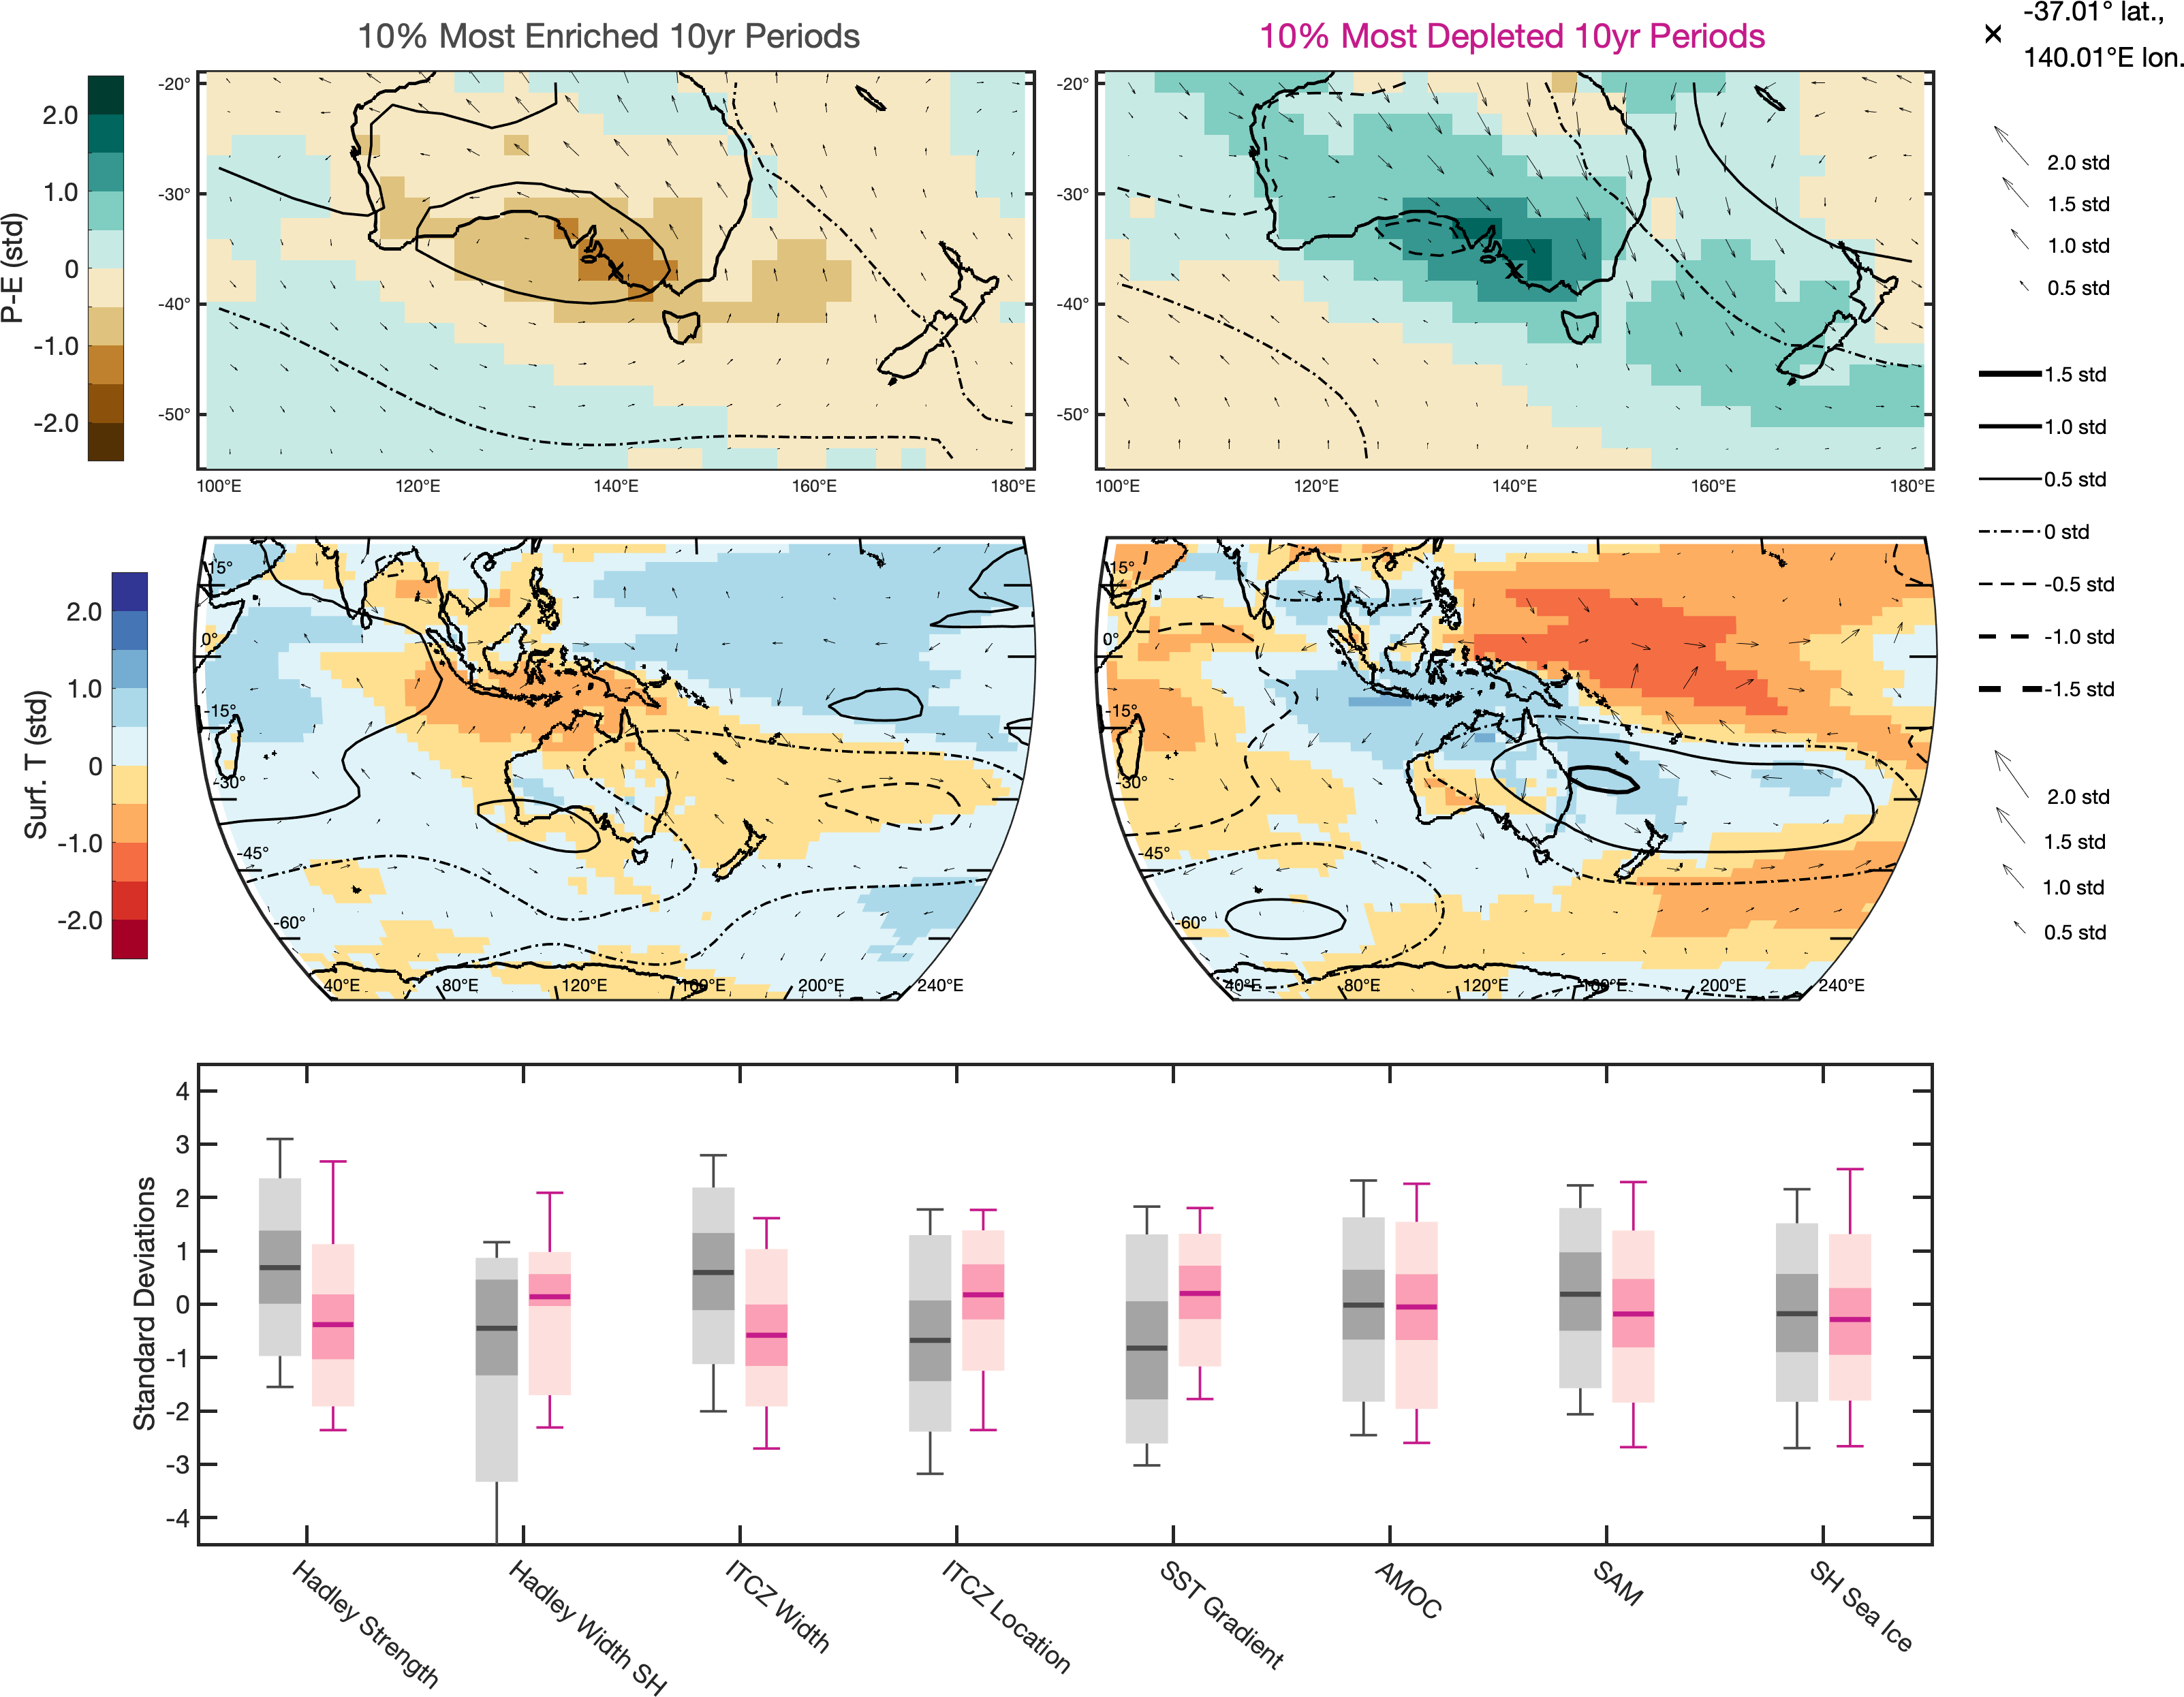 10% Most Enriched 10yr Periods
10% Most Depleted 10yr Periods
-37.01° lat.,
140.01°E lon.
P-E (std)
2.0
1.0
0
-1.0
-2.0
-20°
-30°
-40°
-50°
100°E 120°E 140°E 160°E 180°E
-20°
-30°
-40°
-50°
100°E 120°E 140°E 160°E 180°E
2.0 std
1.5 std
1.0 std
0.5 std
1.5 std
1.0 std
0.5 std
0 std
-0.5 std
-1.0 std
-1.5 std
Surf. T (std)
2.0
1.0
0
-1.0
-2.0
15°
0°
-15°
-30°
-45°
-60°
40°E 80°E 120°E 160°E 200°E 240°E
15°
0°
-15°
-30°
-45°
-60°
40°E 80°E 120°E 160°E 200°E 240°E
2.0 std
1.5 std
1.0 std
0.5 std
Standard Deviations
4
3
2
1
0
-1
-2
-3
-4
Hadley Strength
Hadley Width SH
ITCZ Width
ITCZ Location
SST Gradient
AMOC
SAM
SH Sea Ice